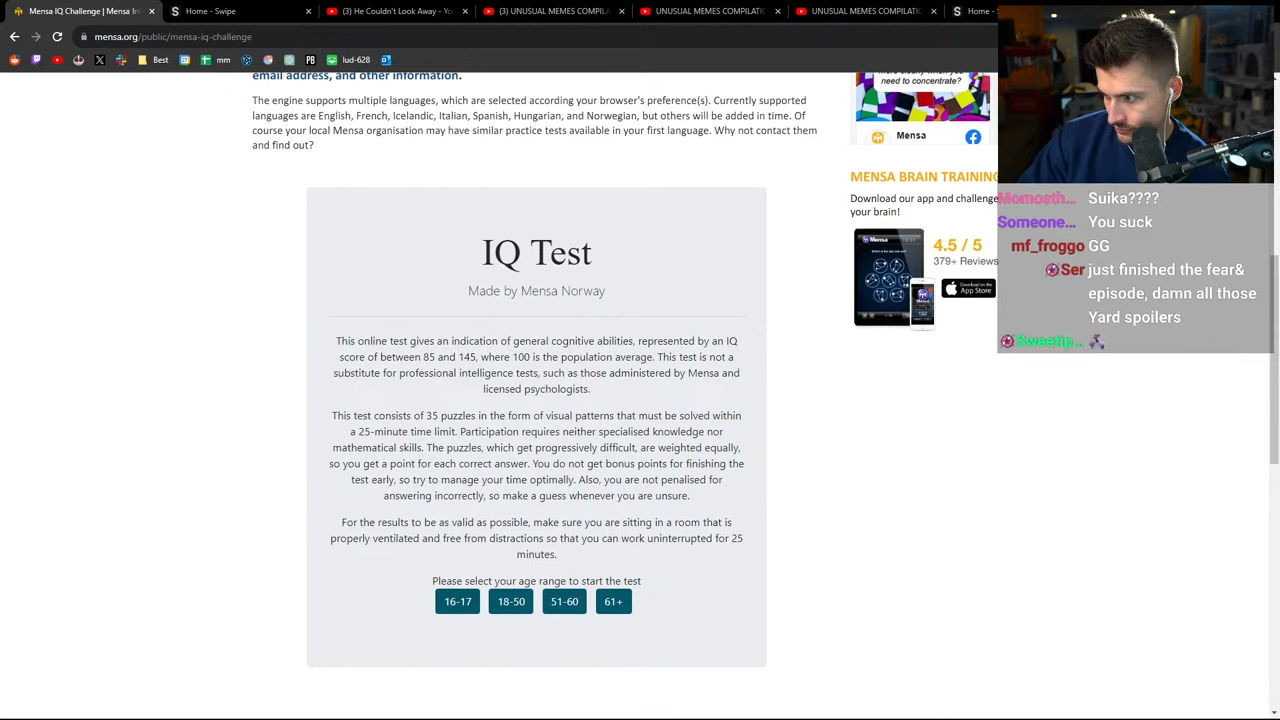 Mensa IQ Challenge | Mensa In
Home - Swipe
(3) He Couldn't Look Away - Yo
(3) UNUSUAL MEMES COMPILA
UNUSUAL MEMES COMPILATIO
UNUSUAL MEMES COMPILATIO
Home - S
mensa.org/public/mensa-iq-challenge
Best
mm
PB
lud-628
email address, and other information.
The engine supports multiple languages, which are selected according your browser's preference(s). Currently supported
languages are English, French, Icelandic, Italian, Spanish, Hungarian, and Norwegian, but others will be added in time. Of
course your local Mensa organisation may have similar practice tests available in your first language. Why not contact them
and find out?
need to concentrate?
Mensa
MENSA BRAIN TRAINING
Download our app and challenge
your brain!
Mensa
4.5 / 5
379+ Reviews
Download on the
App Store
IQ Test
Made by Mensa Norway
This online test gives an indication of general cognitive abilities, represented by an IQ
score of between 85 and 145, where 100 is the population average. This test is not a
substitute for professional intelligence tests, such as those administered by Mensa and
licensed psychologists.
This test consists of 35 puzzles in the form of visual patterns that must be solved within
a 25-minute time limit. Participation requires neither specialised knowledge nor
mathematical skills. The puzzles, which get progressively difficult, are weighted equally,
so you get a point for each correct answer. You do not get bonus points for finishing the
test early, so try to manage your time optimally. Also, you are not penalised for
answering incorrectly, so make a guess whenever you are unsure.
For the results to be as valid as possible, make sure you are sitting in a room that is
properly ventilated and free from distractions so that you can work uninterrupted for 25
minutes.
Please select your age range to start the test
16-17
18-50
51-60
61+
Momosth... Suika????
Someone... You suck
mf_froggo GG
Ser just finished the fear&
episode, damn all those
Yard spoilers
Sweetip...